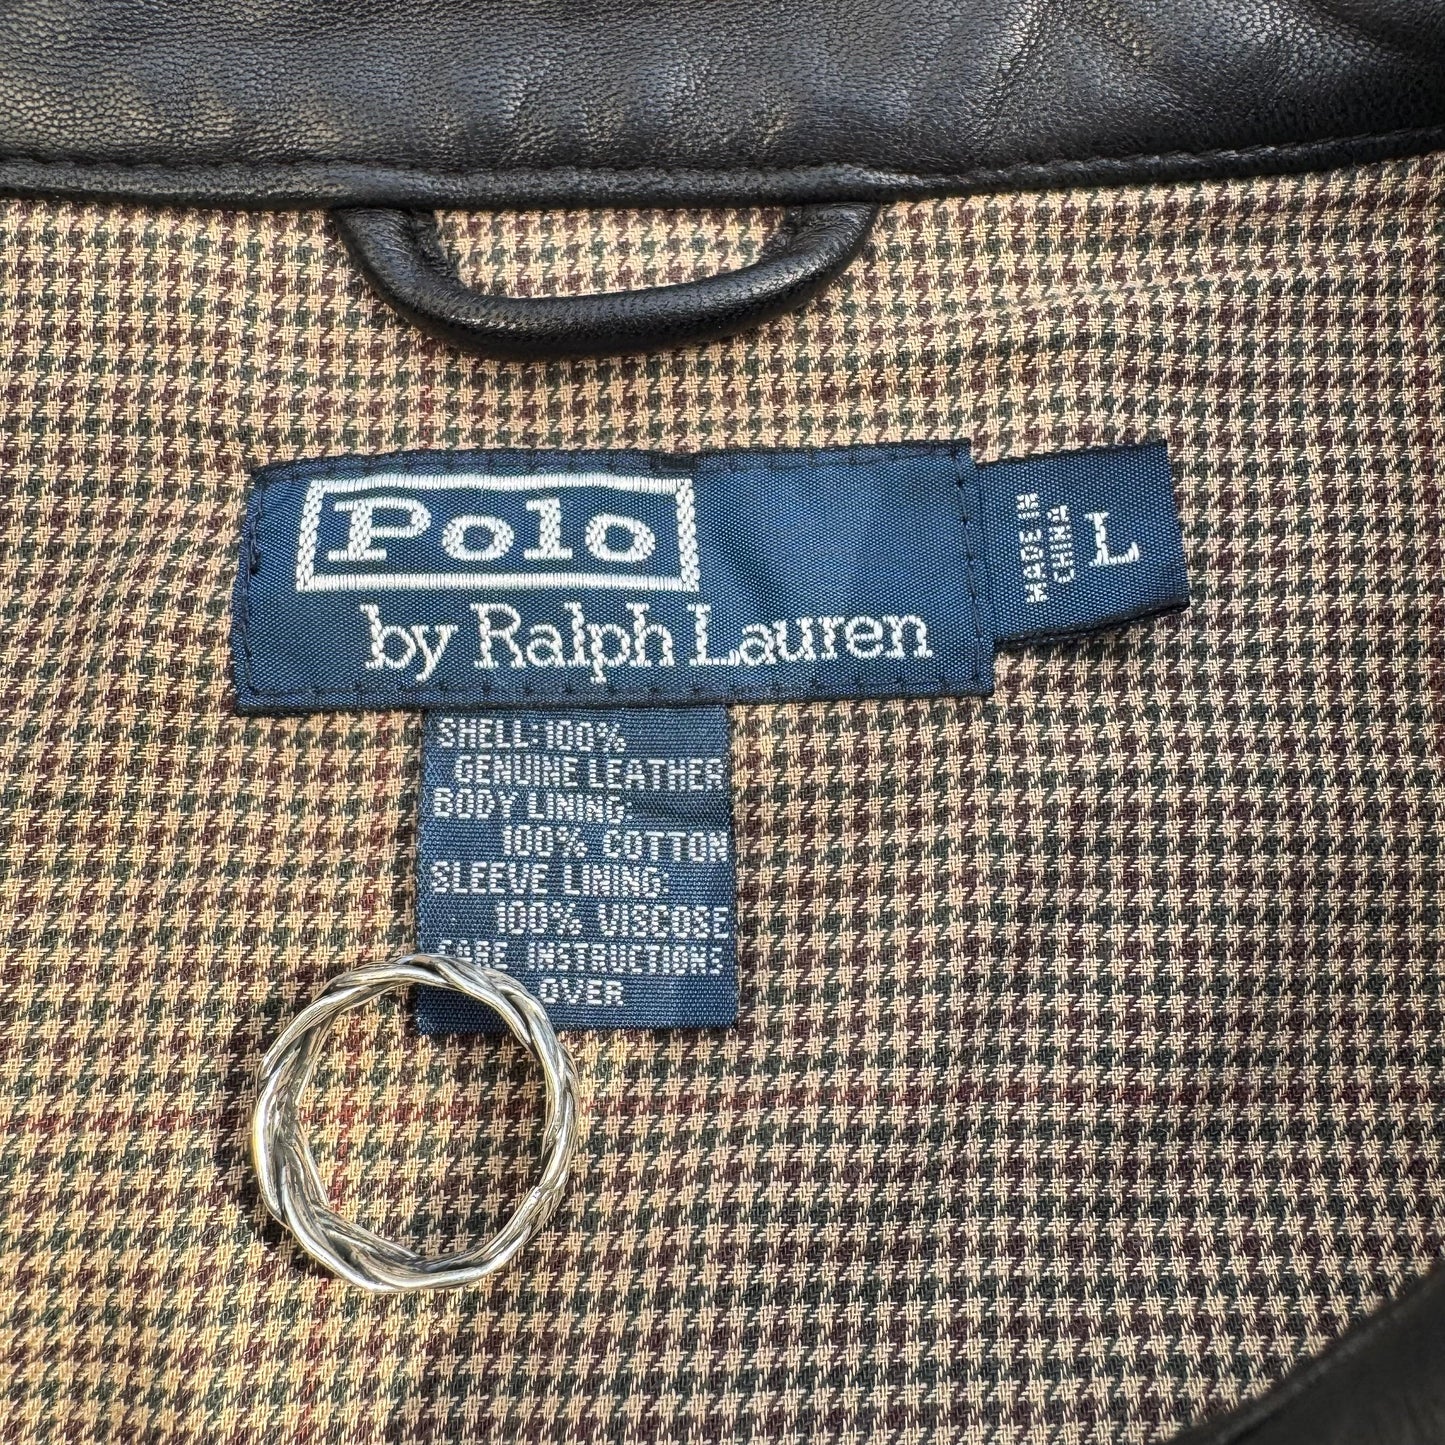 Polo
by Ralph Lauren
L
MADE IN
CHINA
SHELL: 100%
GENUINE LEATHER
BODY LINING:
100% COTTON
SLEEVE LINING:
100% VISCOSE
CARE INSTRUCTIONS
OVER